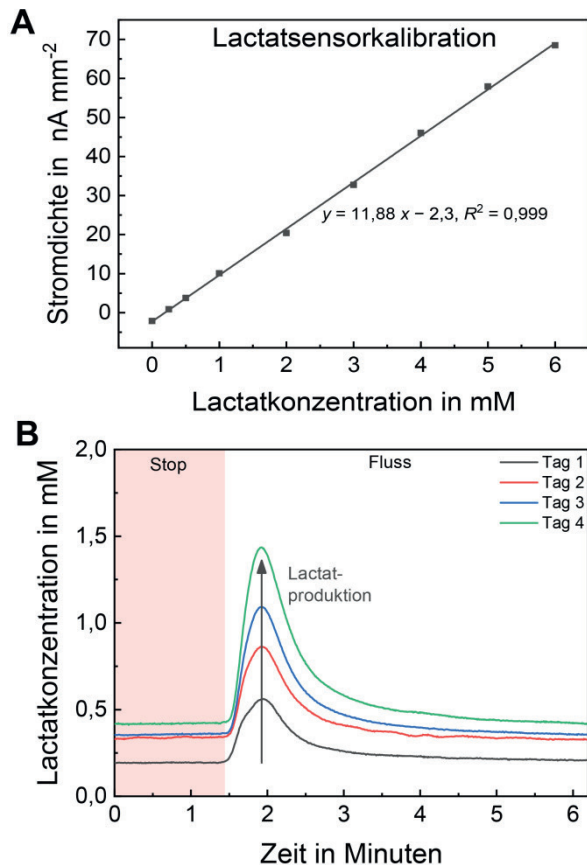 A
Lactatsensorkalibration
Stromdichte in nA mm-2
70
60
50
40
30
20
10
0
y = 11,88 x − 2,3, R2 = 0,999
0 1 2 3 4 5 6
Lactatkonzentration in mM
B
Lactatkonzentration in mM
2,0
1,5
1,0
0,5
0,0
Stop
Fluss
Tag 1
Tag 2
Tag 3
Tag 4
Lactat-
produktion
0 1 2 3 4 5 6
Zeit in Minuten